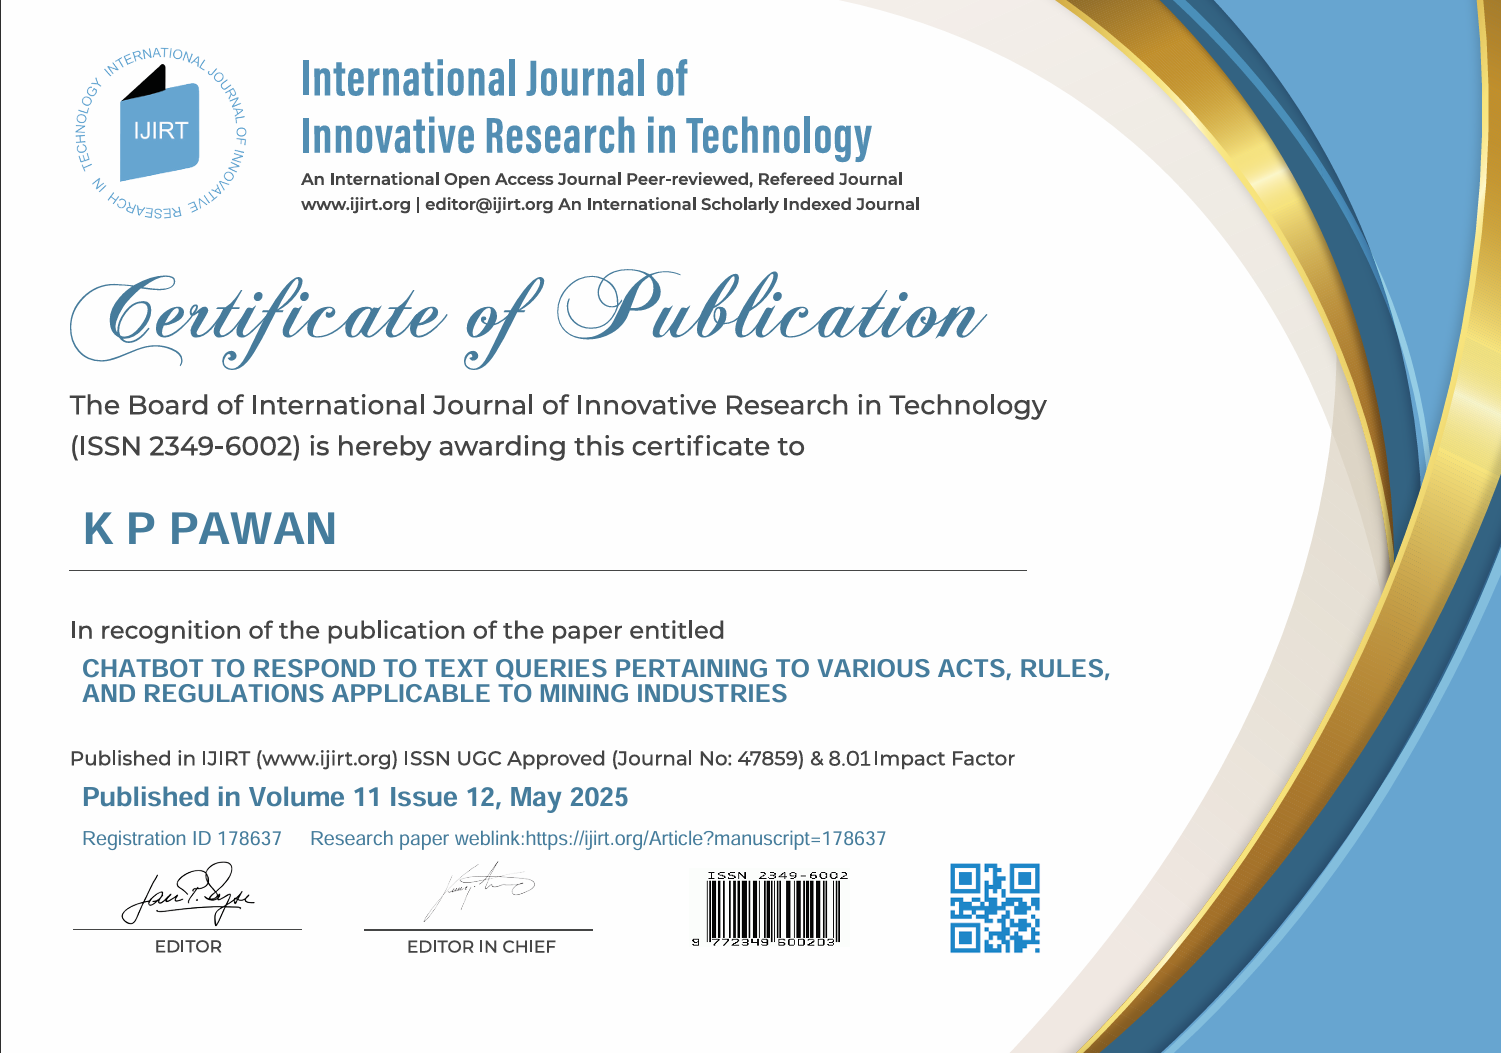 INTERNATIONAL JOURNAL OF INNOVATIVE RESEARCH IN TECHNOLOGY
IJIRT
International Journal of
Innovative Research in Technology
An International Open Access Journal Peer-reviewed, Refereed Journal
www.ijirt.org | editor@ijirt.org An International Scholarly Indexed Journal
Certificate of Publication
The Board of International Journal of Innovative Research in Technology
(ISSN 2349-6002) is hereby awarding this certificate to
K P PAWAN
In recognition of the publication of the paper entitled
CHATBOT TO RESPOND TO TEXT QUERIES PERTAINING TO VARIOUS ACTS, RULES,
AND REGULATIONS APPLICABLE TO MINING INDUSTRIES
Published in IJIRT (www.ijirt.org) ISSN UGC Approved (Journal No: 47859) & 8.01 Impact Factor
Published in Volume 11 Issue 12, May 2025
Registration ID 178637 Research paper weblink:https://ijirt.org/Article?manuscript=178637
ISSN 2349-6002
9 772349 600203
EDITOR
EDITOR IN CHIEF